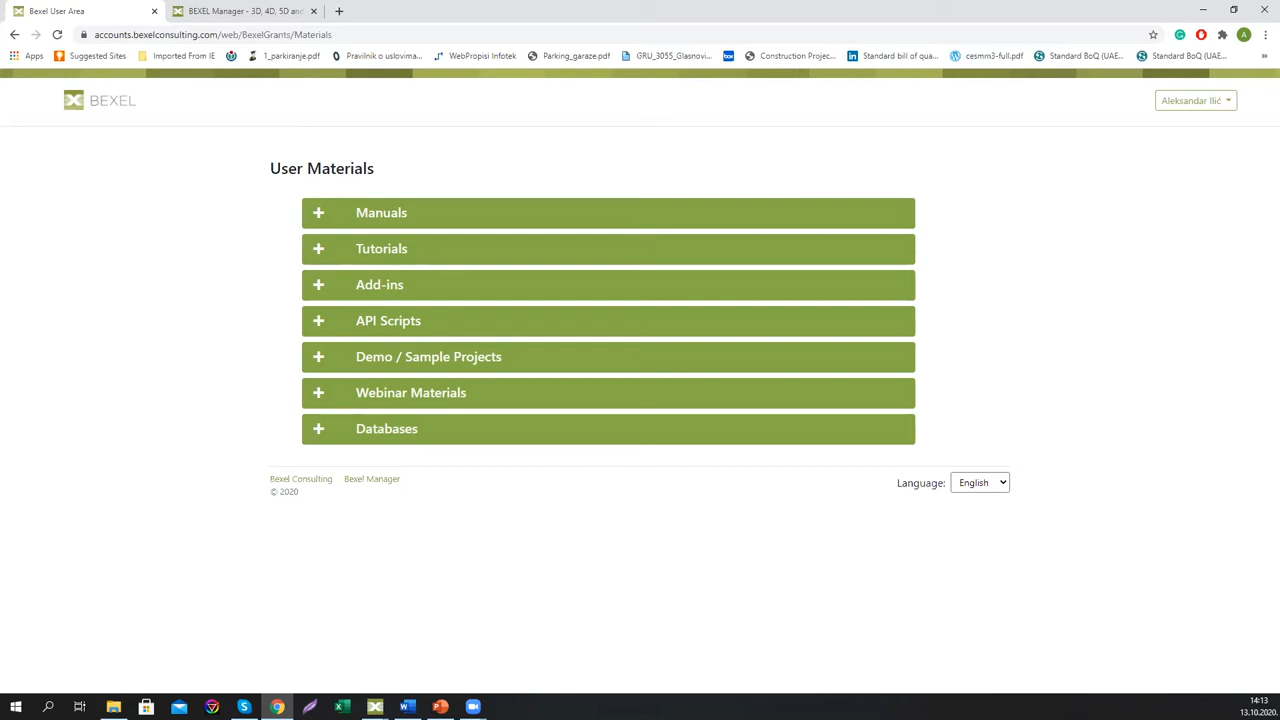 Bexel User Area
BEXEL Manager - 3D, 4D, 5D and
accounts.bexelconsulting.com/web/BexelGrants/Materials
A
Apps
Suggested Sites
Imported From IE
1_parkiranje.pdf
Pravilnik o uslovima...
WebPropisi Infotek
Parking_garaze.pdf
GRU_3055_Glasnovi...
Construction Projec...
Standard bill of qua...
cesmm3-full.pdf
Standard BoQ (UAE...
Standard BoQ (UAE...
BEXEL
Aleksandar Ilić
User Materials
Manuals
Tutorials
Add-ins
API Scripts
Demo / Sample Projects
Webinar Materials
Databases
Bexel Consulting Bexel Manager
© 2020
Language: English
14:13
13.10.2020.